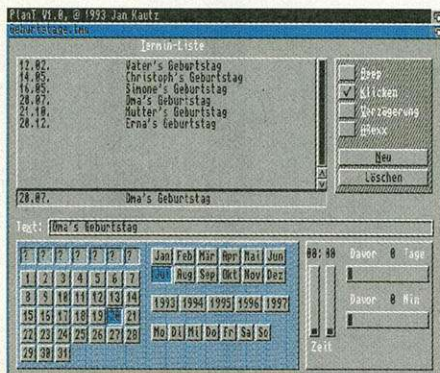 PlanT V1.0, © 1993 Jan Kautz
Geburtstage.tmv
Termin-Liste
12.02. Vater's Geburtstag
14.05. Christoph's Geburtstag
16.05. Simone's Geburtstag
20.07. Oma's Geburtstag
21.10. Mutter's Geburtstag
20.12. Erna's Geburtstag
20.07. Oma's Geburtstag
Beep
Klicken
Verzögerung
ARexx
Neu
Löschen
Text: Oma's Geburtstag
? ? ? ? ? ? ?
1 2 3 4 5 6 7
8 9 10 11 12 13 14
15 16 17 18 19 20 21
22 23 24 25 26 27 28
29 30 31
Jan Feb Mär Apr Mai Jun
Jul Aug Sep Okt Nov Dez
1993 1994 1995 1996 1997
Mo Di Mi Do Fr Sa So
00:00
Zeit
Davor 0 Tage
Davor 0 Min